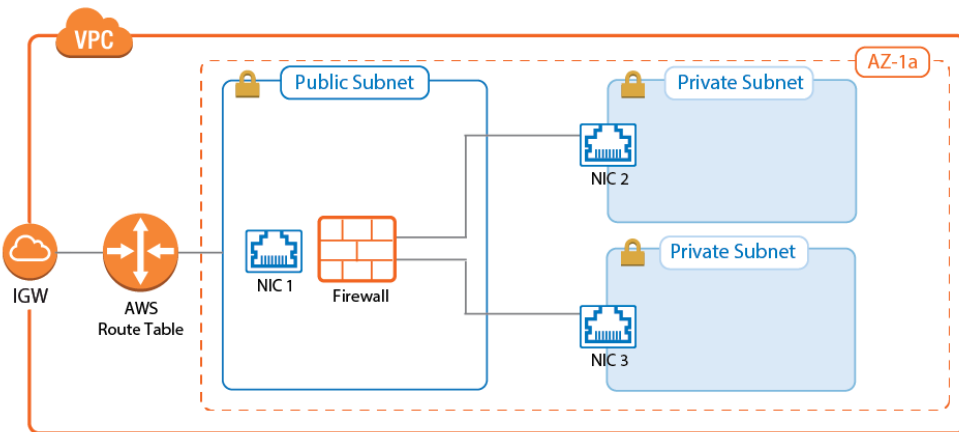 VPC
AZ-1a
Public Subnet
Private Subnet
NIC 2
NIC 1
Firewall
Private Subnet
NIC 3
IGW
AWS
Route Table